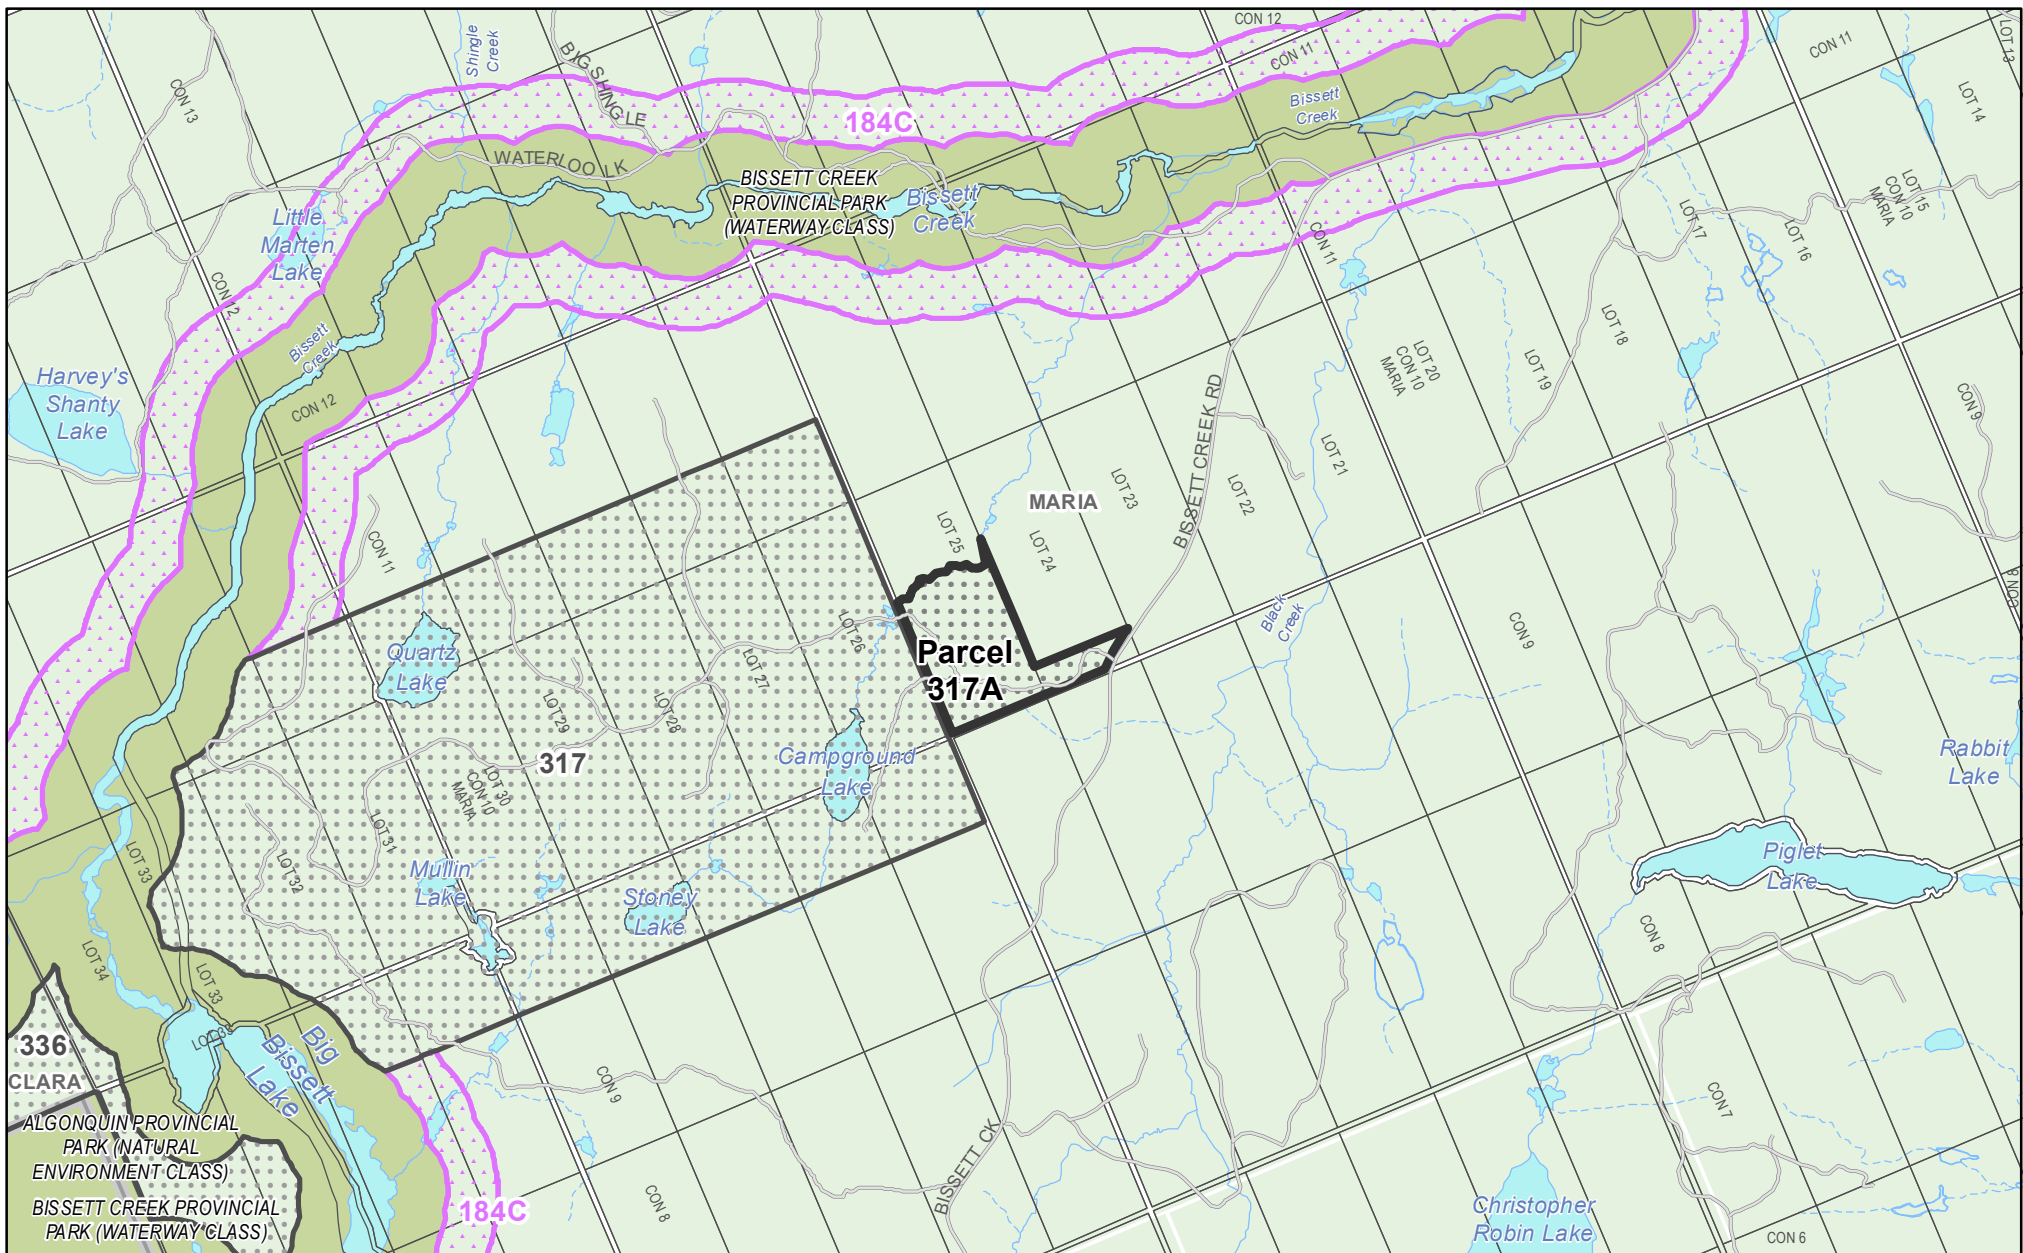 CON 12
CON 11
CON 11
LOT 13
Shingle
Creek
BIG SHINGLE
CON 13
184C
Bissett
Creek
LOT 14
WATERLOO LK
BISSETT CREEK
PROVINCIAL PARK
(WATERWAY CLASS)
Bissett
Creek
LOT 15
CON 10
MARIA
Little
Marten
Lake
LOT 17
LOT 16
CON 11
CON 12
Bissett
Creek
LOT 18
LOT 20
CON 10
MARIA
LOT 19
Harvey's
Shanty
Lake
CON 12
BISSETT CREEK RD
CON 9
LOT 21
LOT 23
LOT 22
MARIA
LOT 25
LOT 24
CON 11
CON 8
Black
Creek
CON 9
LOT 26
Quartz
Lake
Parcel
317A
LOT 27
LOT 29
LOT 28
317
Campground
Lake
Rabbit
Lake
LOT 30
CON 10
MARIA
LOT 31
LOT 33
LOT 32
Mullin
Lake
Stoney
Lake
Piglet
Lake
CON 8
LOT 34
LOT 33
LOT 33
Big
Bissett
Lake
336
CLARA
CON 9
CON 7
ALGONQUIN PROVINCIAL
PARK (NATURAL
ENVIRONMENT CLASS)
BISSETT CREEK PROVINCIAL
PARK (WATERWAY CLASS)
184C
CON 8
BISSETT CK
Christopher
Robin Lake
CON 6